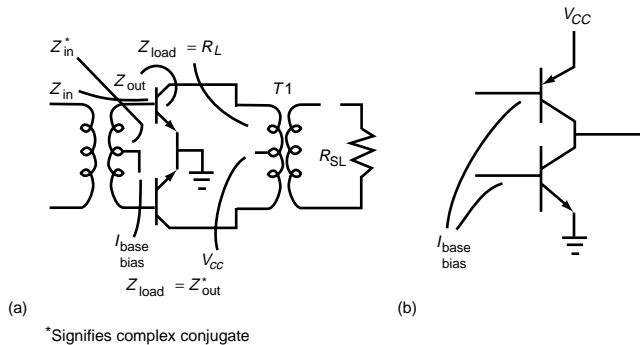 Z*in
Zload = RL
Zin
Zout
T1
RSL
Ibase bias
VCC
Zload = Z*out
(a)
*Signifies complex conjugate
VCC
Ibase bias
(b)